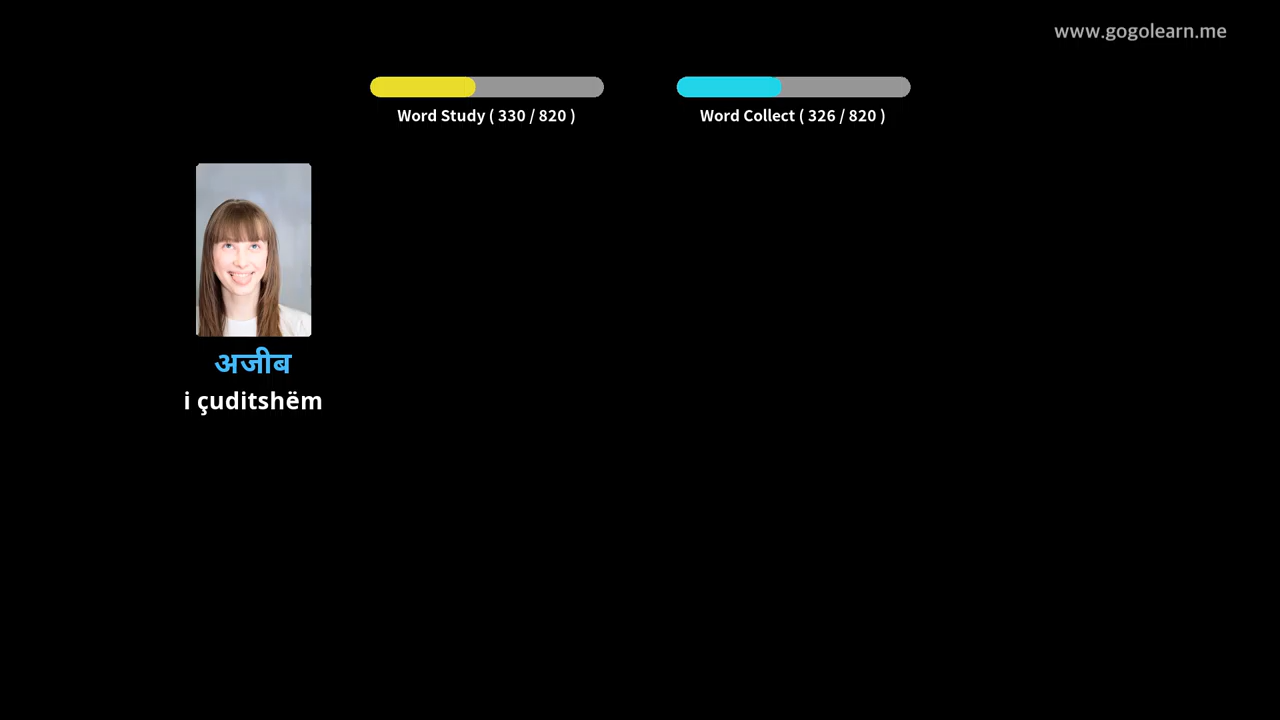 www.gogolearn.me
Word Study ( 330 / 820 )
Word Collect ( 326 / 820 )
अजीब
i çuditshëm